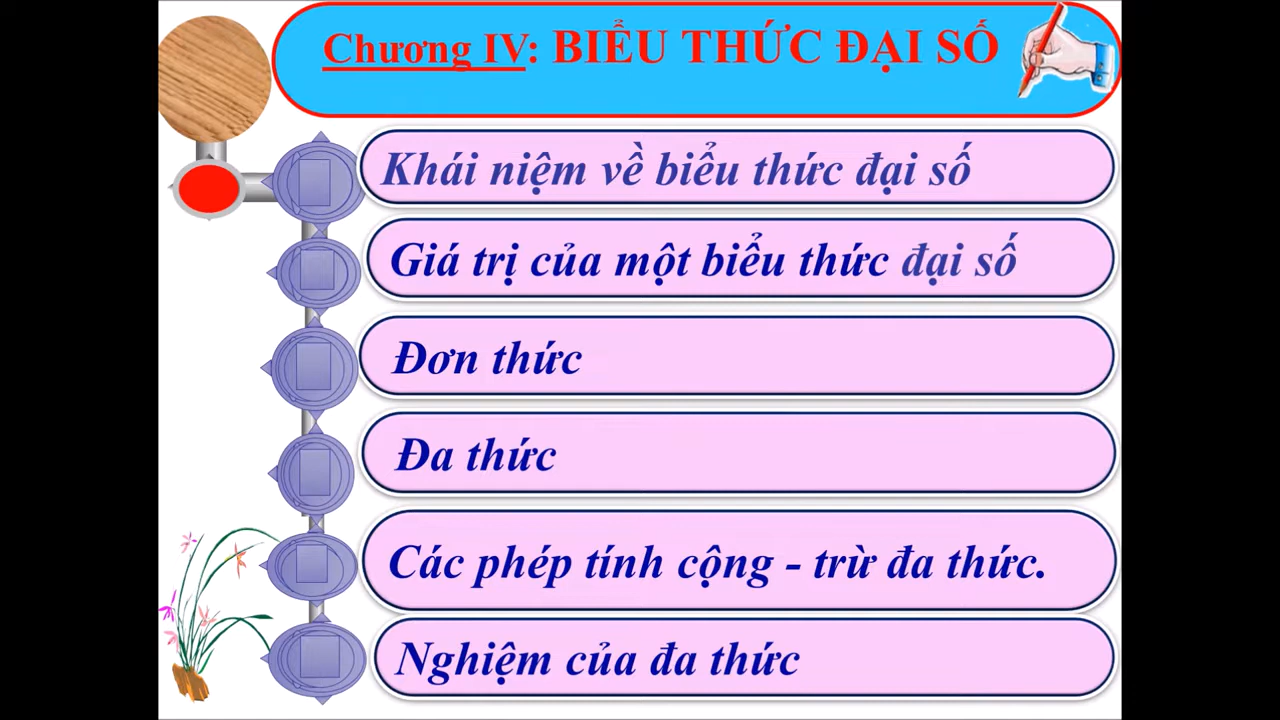 Chương IV: BIỂU THỨC ĐẠI SỐ
Khái niệm về biểu thức đại số
Giá trị của một biểu thức đại số
Đơn thức
Đa thức
Các phép tính cộng - trừ đa thức.
Nghiệm của đa thức